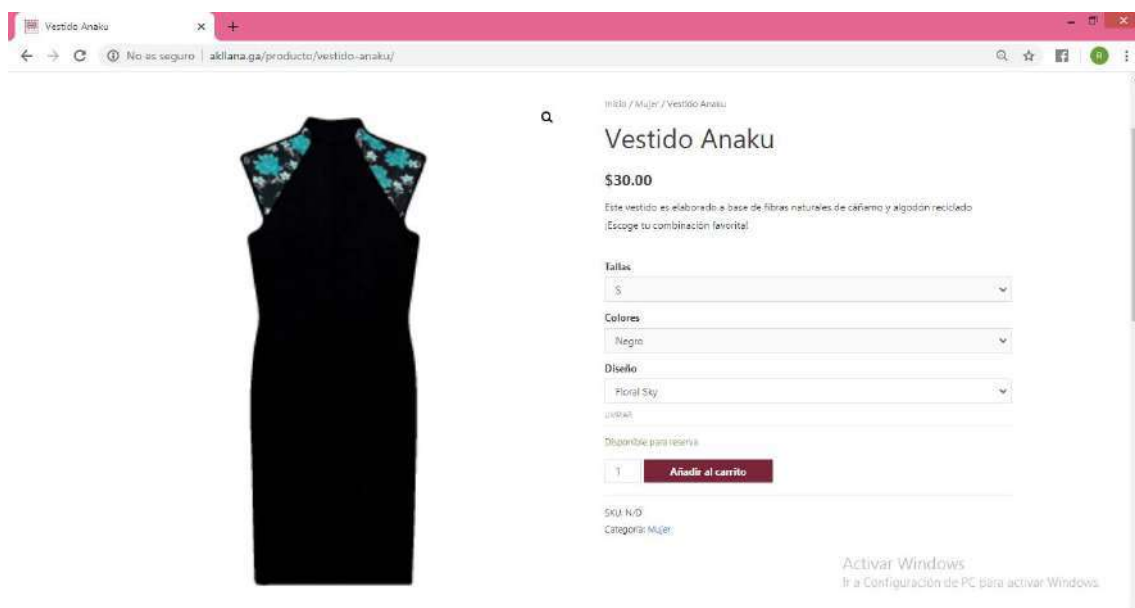 Vestido Anaku
No es seguro | akllana.ga/producto/vestido-anaku/
Inicio / Mujer / Vestido Anaku
Vestido Anaku
$30.00
Este vestido es elaborado a base de fibras naturales de cáñamo y algodón reciclado
¡Escoge tu combinación favorita!
Tallas
S
Colores
Negro
Diseño
Floral Sky
LIMPIAR
Disponible para reserva
1
Añadir al carrito
SKU: N/D
Categoría: Mujer
Activar Windows
Ir a Configuración de PC para activar Windows.